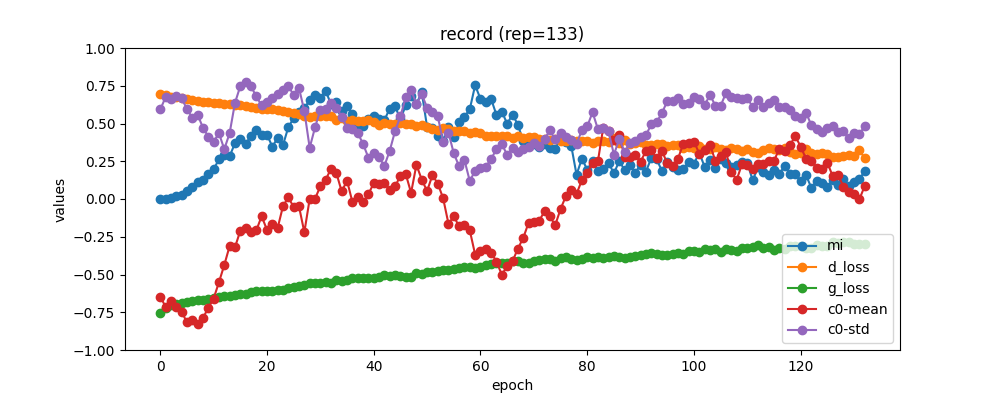 record (rep=133)
1.00
0.75
0.50
0.25
0.00
−0.25
−0.50
−0.75
−1.00
values
0 20 40 60 80 100 120
epoch
mi
d_loss
g_loss
c0-mean
c0-std